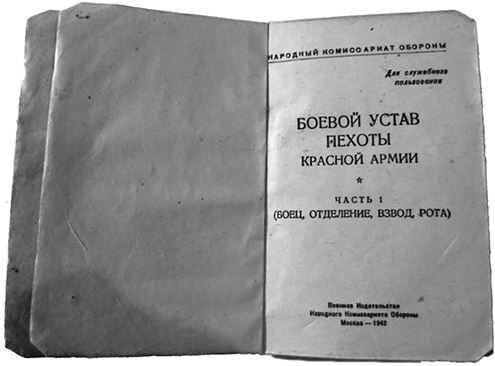 НАРОДНЫЙ КОМИССАРИАТ ОБОРОНЫ
Для служебного
пользования
БОЕВОЙ УСТАВ
ПЕХОТЫ
КРАСНОЙ АРМИИ
*
ЧАСТЬ 1
(БОЕЦ, ОТДЕЛЕНИЕ, ВЗВОД, РОТА)
Военное Издательство
Народного Комиссариата Обороны
Москва — 1942